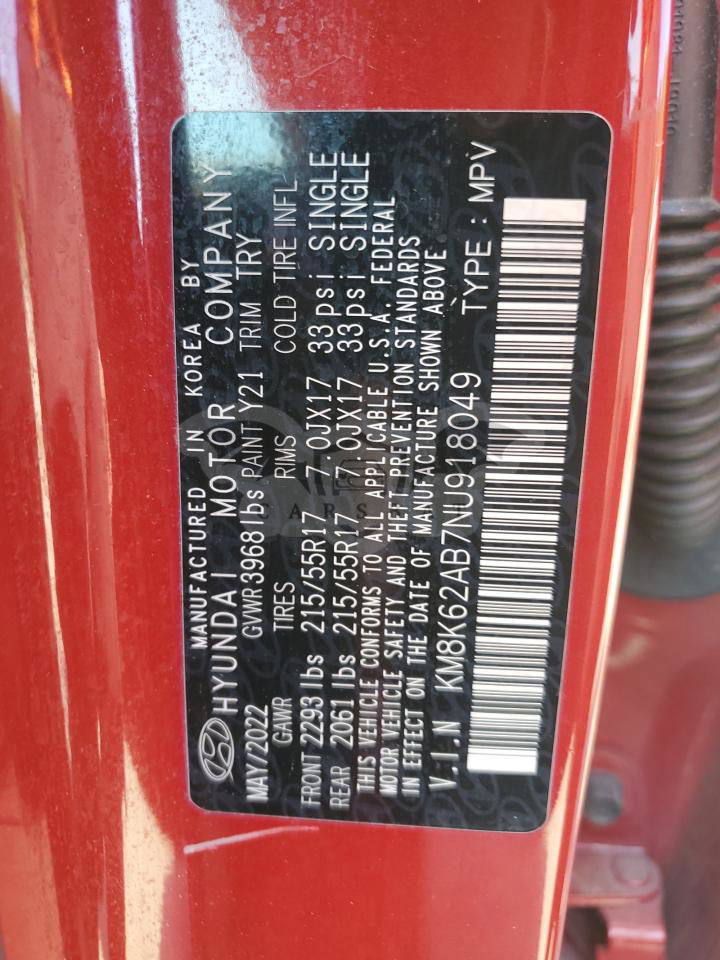 MANUFACTURED IN KOREA BY
HYUNDAI MOTOR COMPANY
MAY/2022 GVWR 3968 lbs PAINT Y21 TRIM TRY
GAWR TIRES RIMS COLD TIRE INFL
FRONT 2293 lbs 215/55R17 7.0JX17 33psi SINGLE
REAR 2061 lbs 215/55R17 7.0JX17 33psi SINGLE
THIS VEHICLE CONFORMS TO ALL APPLICABLE U.S.A. FEDERAL
MOTOR VEHICLE SAFETY AND THEFT PREVENTION STANDARDS
IN EFFECT ON THE DATE OF MANUFACTURE SHOWN ABOVE
V.I.N KM8K62AB7NU918049 TYPE : MPV
CARS